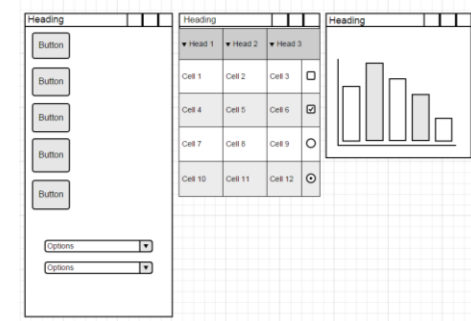 Heading
Button
Button
Button
Button
Button
Options
Options
Heading
▾ Head 1 ▾ Head 2 ▾ Head 3
Cell 1 Cell 2 Cell 3
Cell 4 Cell 5 Cell 6
Cell 7 Cell 8 Cell 9
Cell 10 Cell 11 Cell 12
Heading